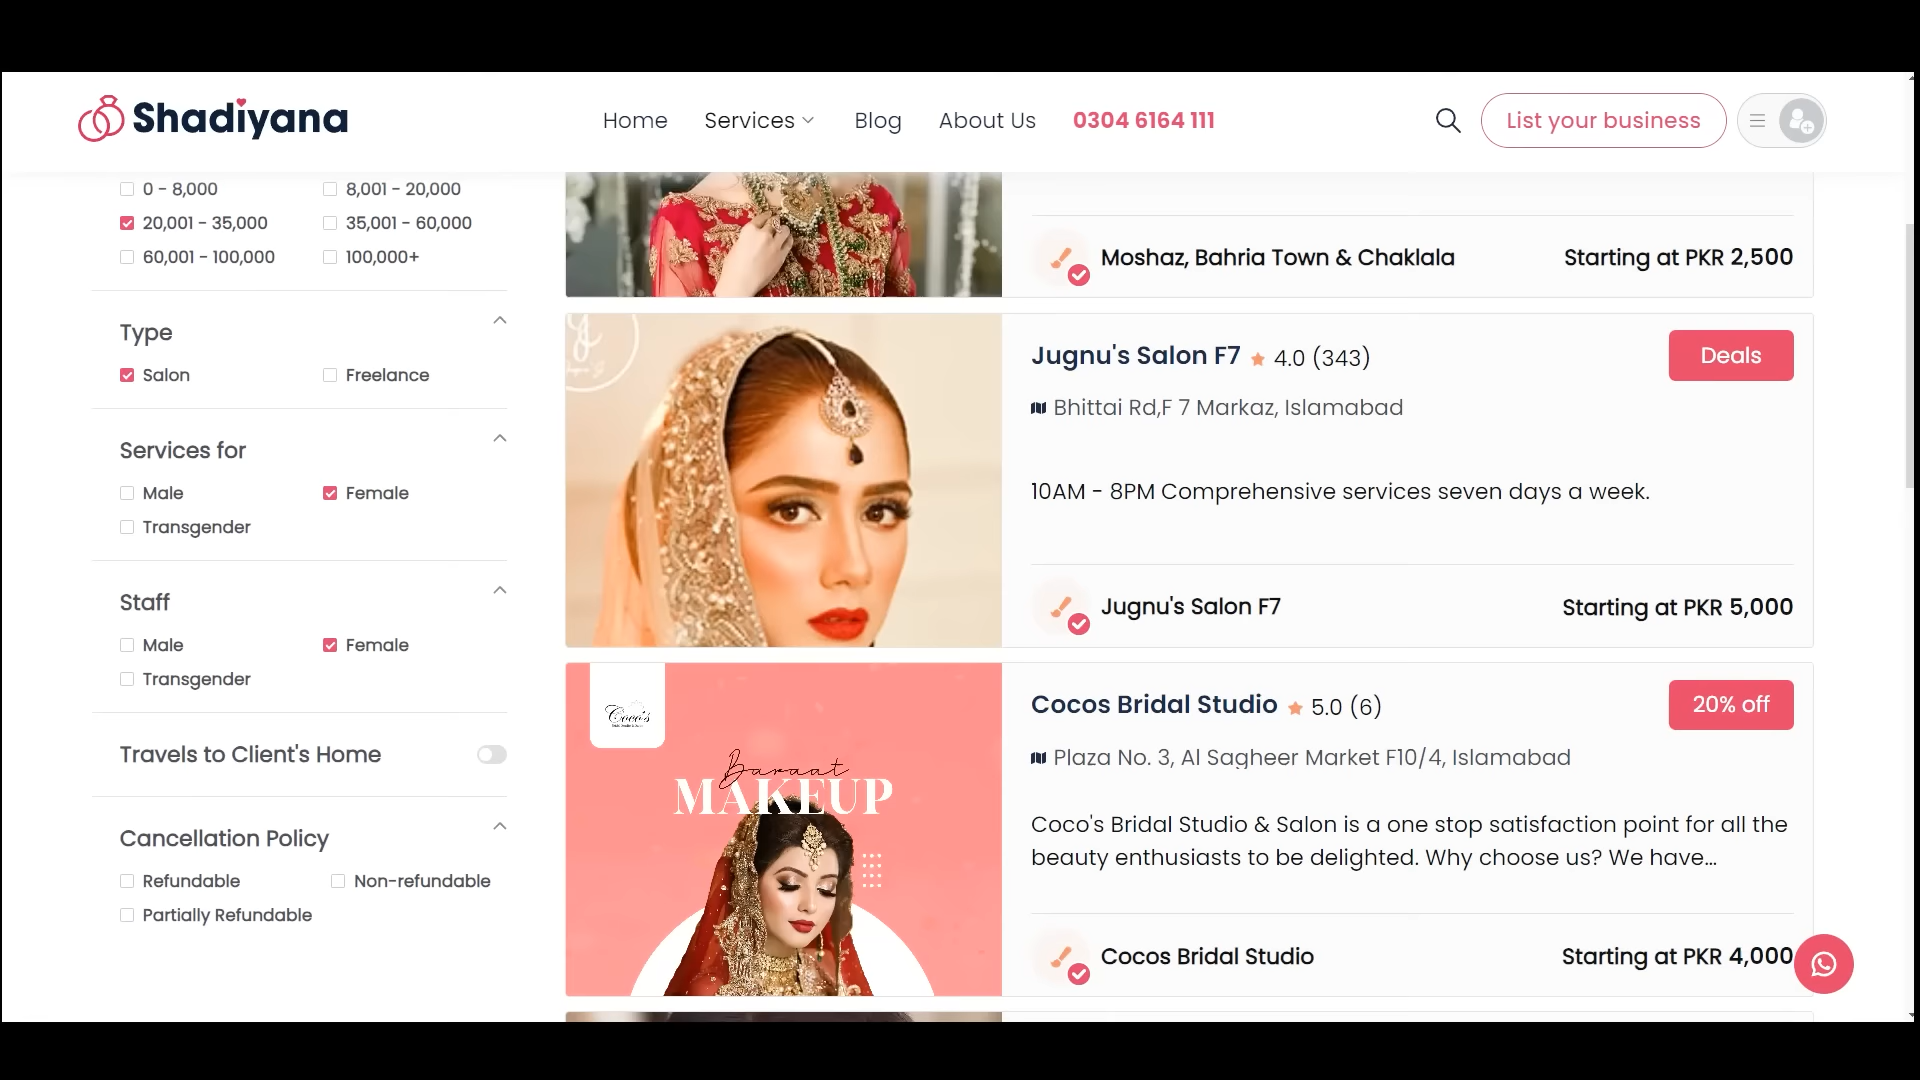 Shadiyana
Home
Services
Blog
About Us
0304 6164 111
List your business
0 - 8,000
8,001 - 20,000
20,001 - 35,000
35,001 - 60,000
60,001 - 100,000
100,000+
Type
Salon
Freelance
Services for
Male
Female
Transgender
Staff
Male
Female
Transgender
Travels to Client's Home
Cancellation Policy
Refundable
Non-refundable
Partially Refundable
Moshaz, Bahria Town & Chaklala
Starting at PKR 2,500
Jugnu's Salon F7
4.0 (343)
Deals
Bhittai Rd,F 7 Markaz, Islamabad
10AM - 8PM Comprehensive services seven days a week.
Jugnu's Salon F7
Starting at PKR 5,000
Coco's
Baraat
MAKEUP
Cocos Bridal Studio
5.0 (6)
20% off
Plaza No. 3, Al Sagheer Market F10/4, Islamabad
Coco's Bridal Studio & Salon is a one stop satisfaction point for all the
beauty enthusiasts to be delighted. Why choose us? We have...
Cocos Bridal Studio
Starting at PKR 4,000